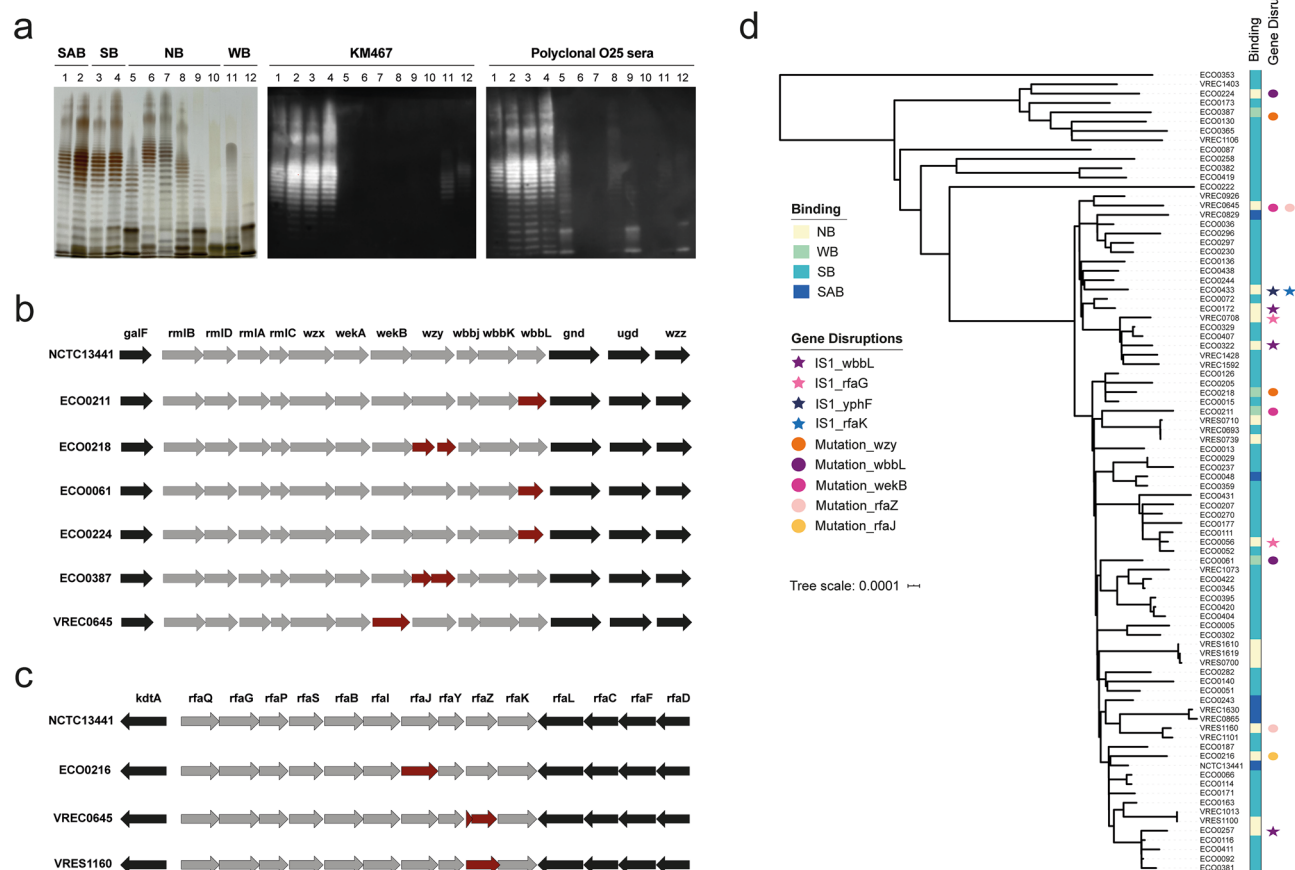 a
SAB SB NB WB
1 2 3 4 5 6 7 8 9 10 11 12
KM467
1 2 3 4 5 6 7 8 9 10 11 12
Polyclonal O25 sera
1 2 3 4 5 6 7 8 9 10 11 12
b
galF rmlB rmlD rmlA rmlC wzx wekA wekB wzy wbbj wbbK wbbL gnd ugd wzz
NCTC13441
ECO0211
ECO0218
ECO0061
ECO0224
ECO0387
VREC0645
c
kdtA rfaQ rfaG rfaP rfaS rfaB rfaI rfaJ rfaY rfaZ rfaK rfaL rfaC rfaF rfaD
NCTC13441
ECO0216
VREC0645
VRES1160
d
Binding
NB
WB
SB
SAB
Gene Disruptions
IS1_wbbL
IS1_rfaG
IS1_yphF
IS1_rfaK
Mutation_wzy
Mutation_wbbL
Mutation_wekB
Mutation_rfaZ
Mutation_rfaJ
Tree scale: 0.0001
Binding
Gene Disru
ECO0353
VREC1403
ECO0224
ECO0173
ECO0387
ECO0130
ECO0365
VREC1106
ECO0087
ECO0258
ECO0382
ECO0419
ECO0222
VREC0926
VREC0645
VREC0829
ECO0036
ECO0296
ECO0297
ECO0230
ECO0136
ECO0438
ECO0244
ECO0433
ECO0072
ECO0172
VREC0708
ECO0329
ECO0407
ECO0322
VREC1428
VREC1592
ECO0126
ECO0205
ECO0218
ECO0015
ECO0211
VRES0710
VREC0693
VRES0739
ECO0013
ECO0029
ECO0237
ECO0048
ECO0359
ECO0431
ECO0207
ECO0270
ECO0177
ECO0111
ECO0056
ECO0052
ECO0061
VREC1073
ECO0422
ECO0345
ECO0395
ECO0420
ECO0404
ECO0005
ECO0302
VRES1610
VRES1619
VRES0700
ECO0282
ECO0140
ECO0051
ECO0243
VREC1630
VREC0865
VRES1160
VREC1101
ECO0187
ECO0216
NCTC13441
ECO0066
ECO0114
ECO0171
ECO0163
VREC1013
VRES1100
ECO0257
ECO0116
ECO0411
ECO0092
ECO0381